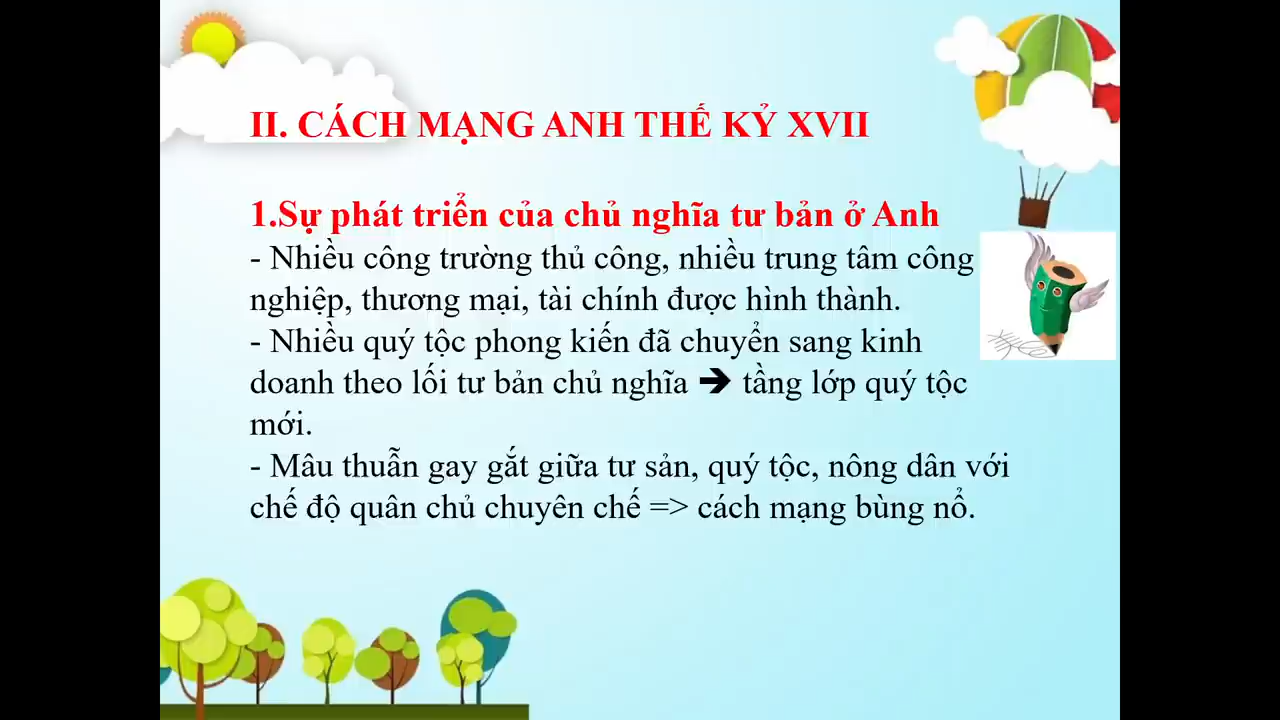 II. CÁCH MẠNG ANH THẾ KỶ XVII
1.Sự phát triển của chủ nghĩa tư bản ở Anh
- Nhiều công trường thủ công, nhiều trung tâm công
nghiệp, thương mại, tài chính được hình thành.
- Nhiều quý tộc phong kiến đã chuyển sang kinh
doanh theo lối tư bản chủ nghĩa ➔ tầng lớp quý tộc
mới.
- Mâu thuẫn gay gắt giữa tư sản, quý tộc, nông dân với
chế độ quân chủ chuyên chế => cách mạng bùng nổ.